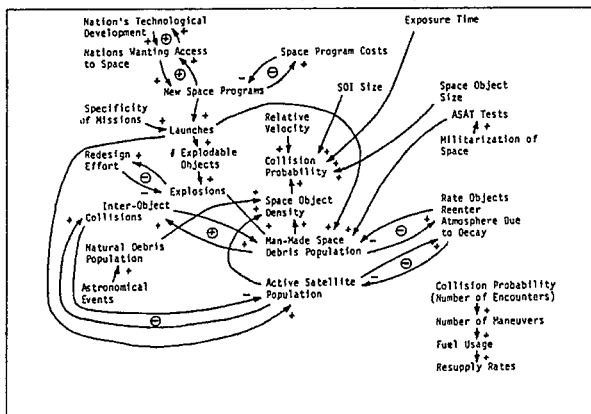 Nation's Technological
Development
Nations Wanting Access
to Space
New Space Programs
Space Program Costs
Exposure Time
SOI Size
Space Object
Size
ASAT Tests
Militarization of
Space
Specificity
of Missions
Launches
Relative
Velocity
Redesign
Effort
# Explodable
Objects
Collision
Probability
Explosions
Inter-Object
Collisions
Space Object
Density
Rate Objects
Reenter
Atmosphere Due
to Decay
Natural Debris
Population
Man-Made Space
Debris Population
Astronomical
Events
Active Satellite
Population
Collision Probability
(Number of Encounters)
Number of Maneuvers
Fuel Usage
Resupply Rates